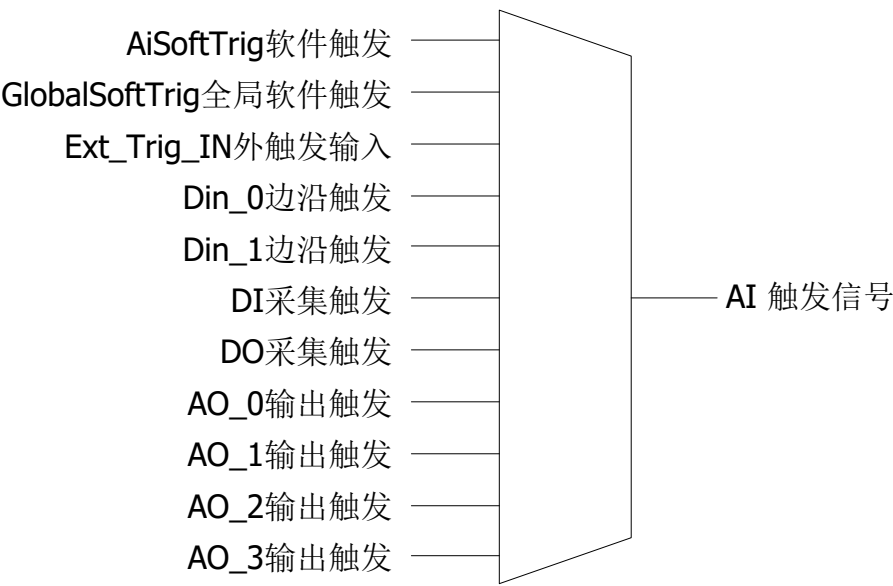 AiSoftTrig软件触发
GlobalSoftTrig全局软件触发
Ext_Trig_IN外触发输入
Din_0边沿触发
Din_1边沿触发
DI采集触发
AI 触发信号
DO采集触发
AO_0输出触发
AO_1输出触发
AO_2输出触发
AO_3输出触发